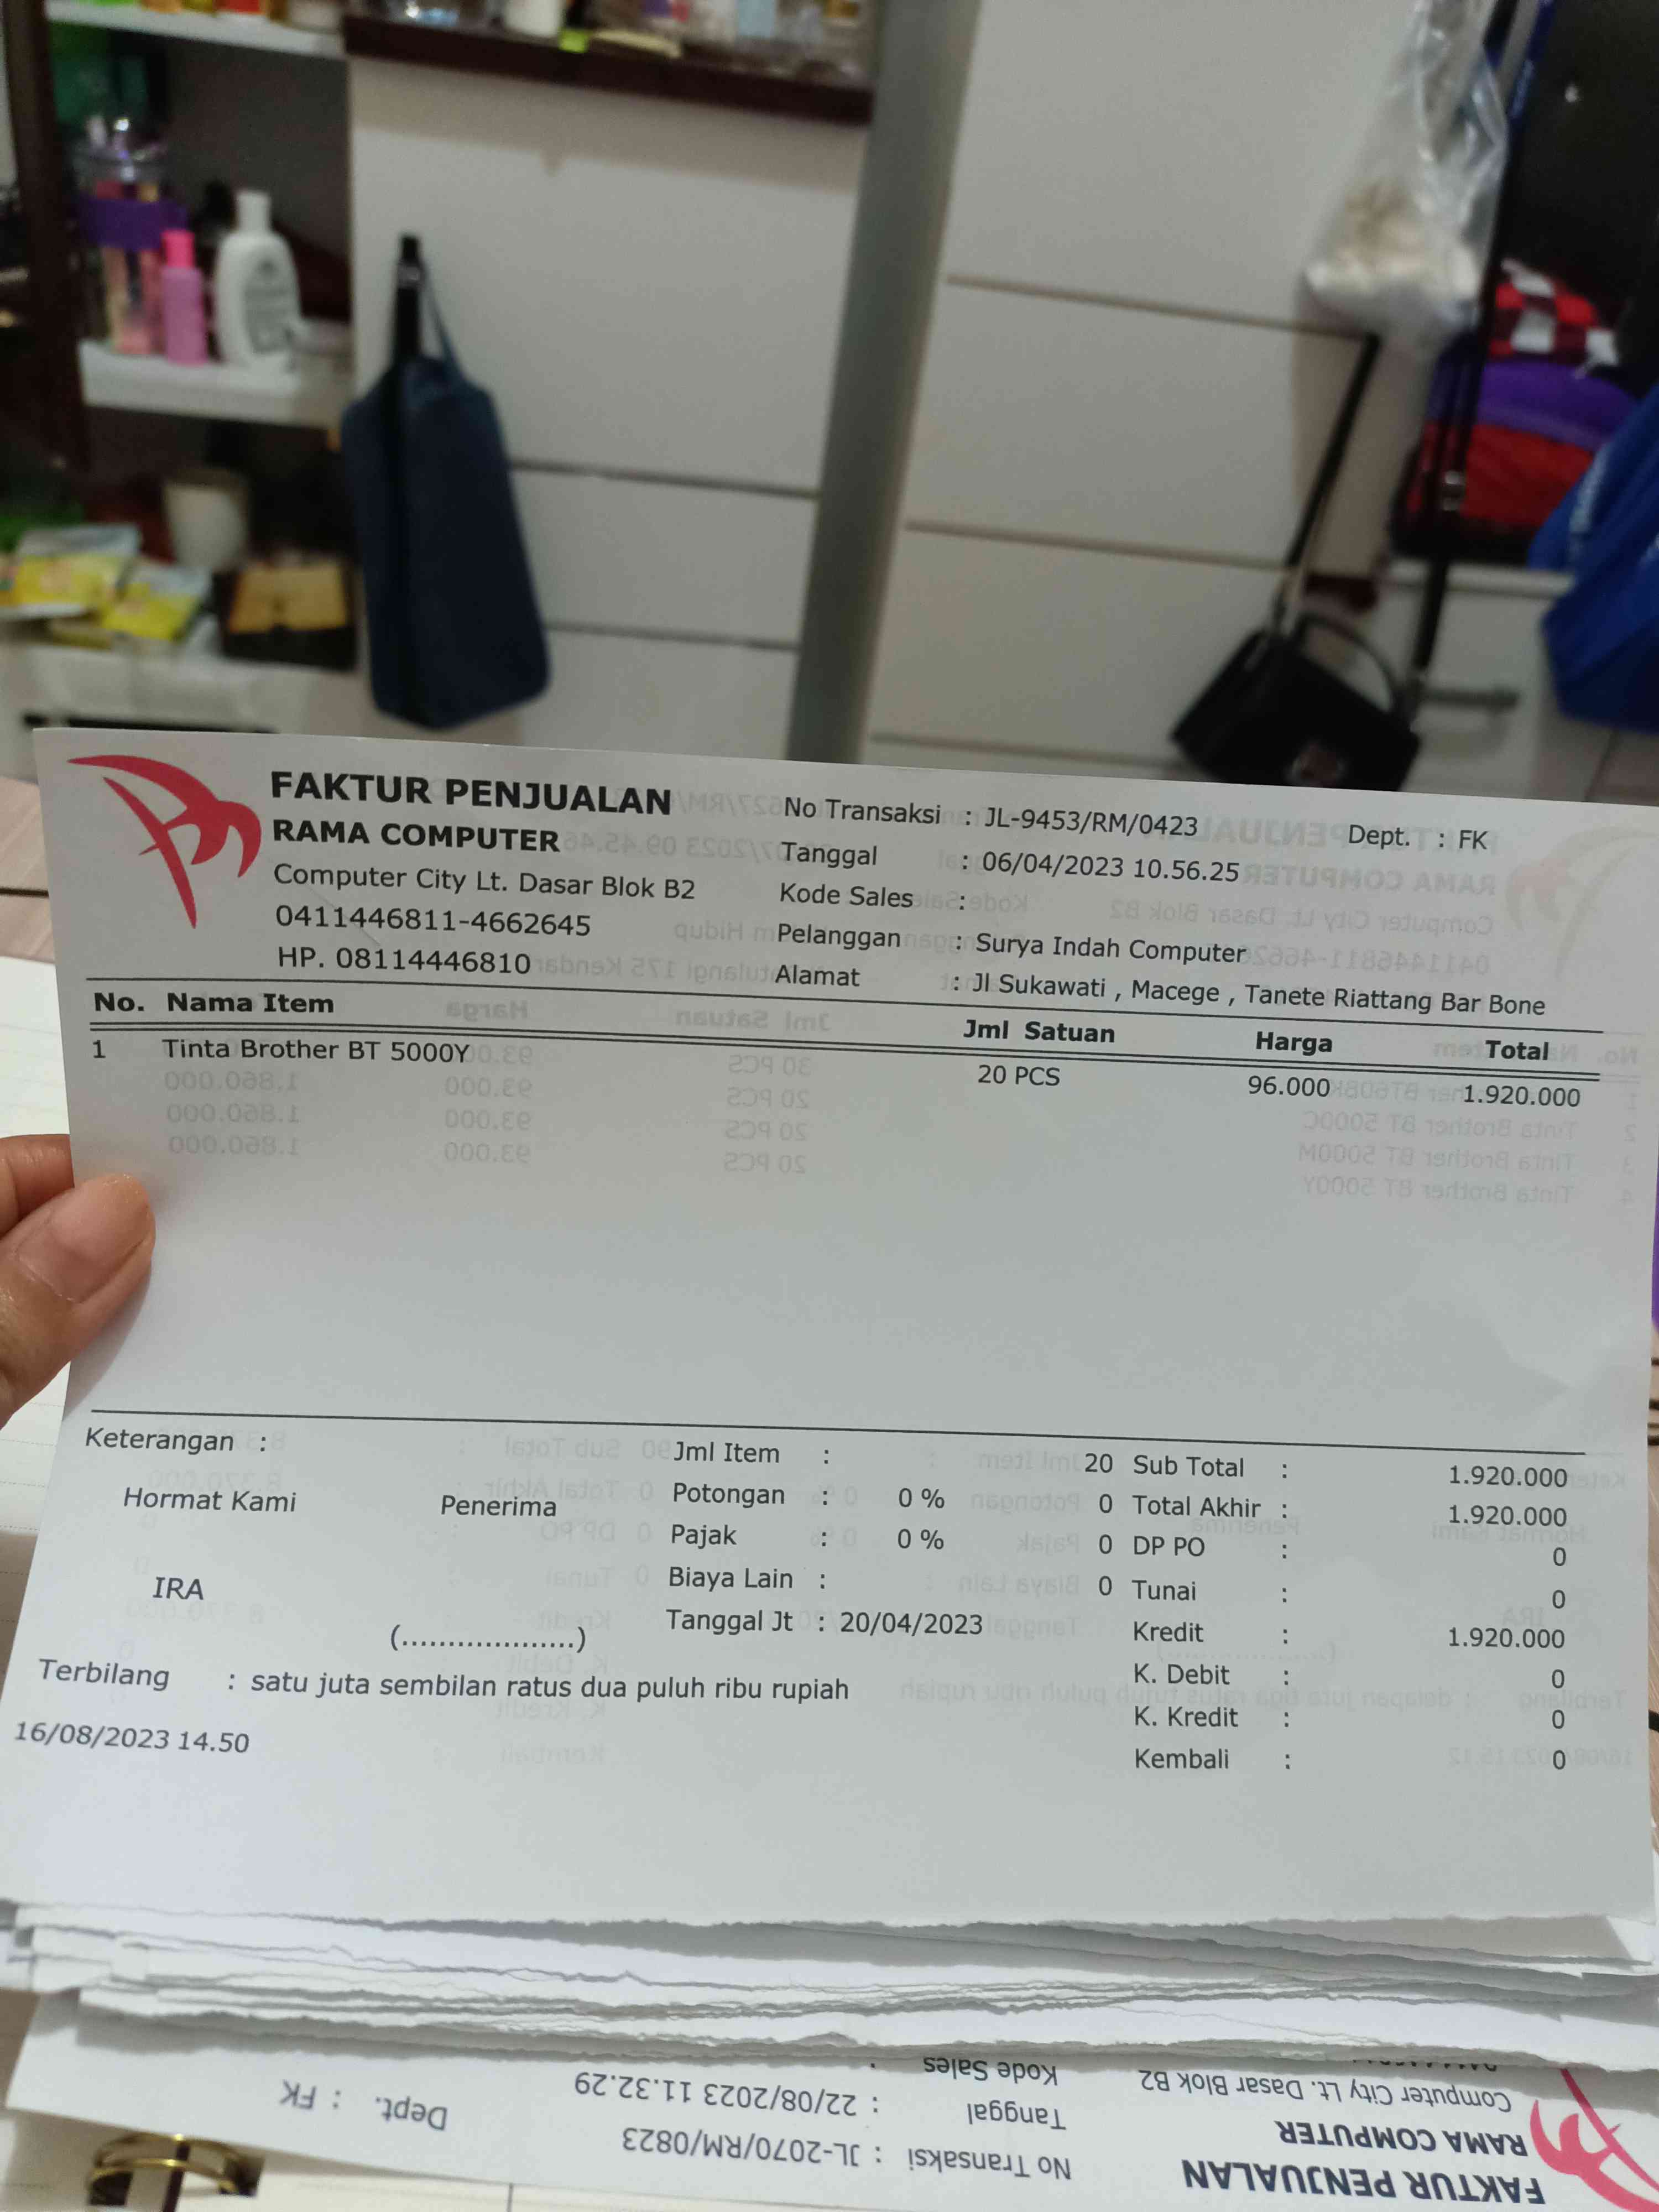 FAKTUR PENJUALAN
RAMA COMPUTER
Computer City Lt. Dasar Blok B2
0411446811-4662645
HP. 08114446810
No Transaksi : JL-9453/RM/0423 Dept. : FK
Tanggal : 06/04/2023 10.56.25
Kode Sales :
Pelanggan : Surya Indah Computer
Alamat : Jl Sukawati , Macege , Tanete Riattang Bar Bone
No. Nama Item Jml Satuan Harga Total
1 Tinta Brother BT 5000Y 20 PCS 96.000 1.920.000
Keterangan :
Hormat Kami Penerima
IRA
(...................)
Jml Item : 20
Potongan : 0 % 0
Pajak : 0 % 0
Biaya Lain : 0
Tanggal Jt : 20/04/2023
Sub Total : 1.920.000
Total Akhir : 1.920.000
DP PO : 0
Tunai : 0
Kredit : 1.920.000
K. Debit : 0
K. Kredit : 0
Kembali : 0
Terbilang : satu juta sembilan ratus dua puluh ribu rupiah
16/08/2023 14.50
FAKTUR PENJUALAN
RAMA COMPUTER
Computer City Lt. Dasar Blok B2
No Transaksi : JL-2070/RM/0823
Dept. : FK
Tanggal : 22/08/2023 11.32.29
Kode Sales :